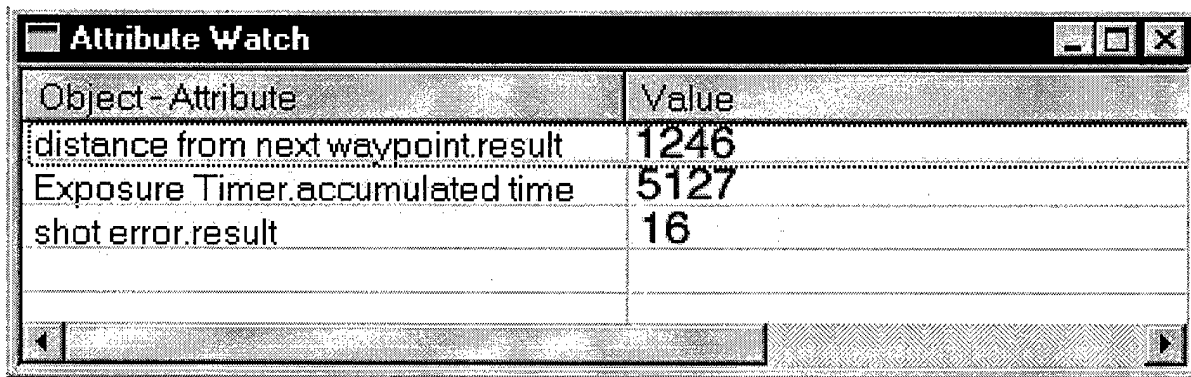 Attribute Watch
Object - Attribute Value
distance from next waypoint.result 1246
Exposure Timer.accumulated time 5127
shot error.result 16